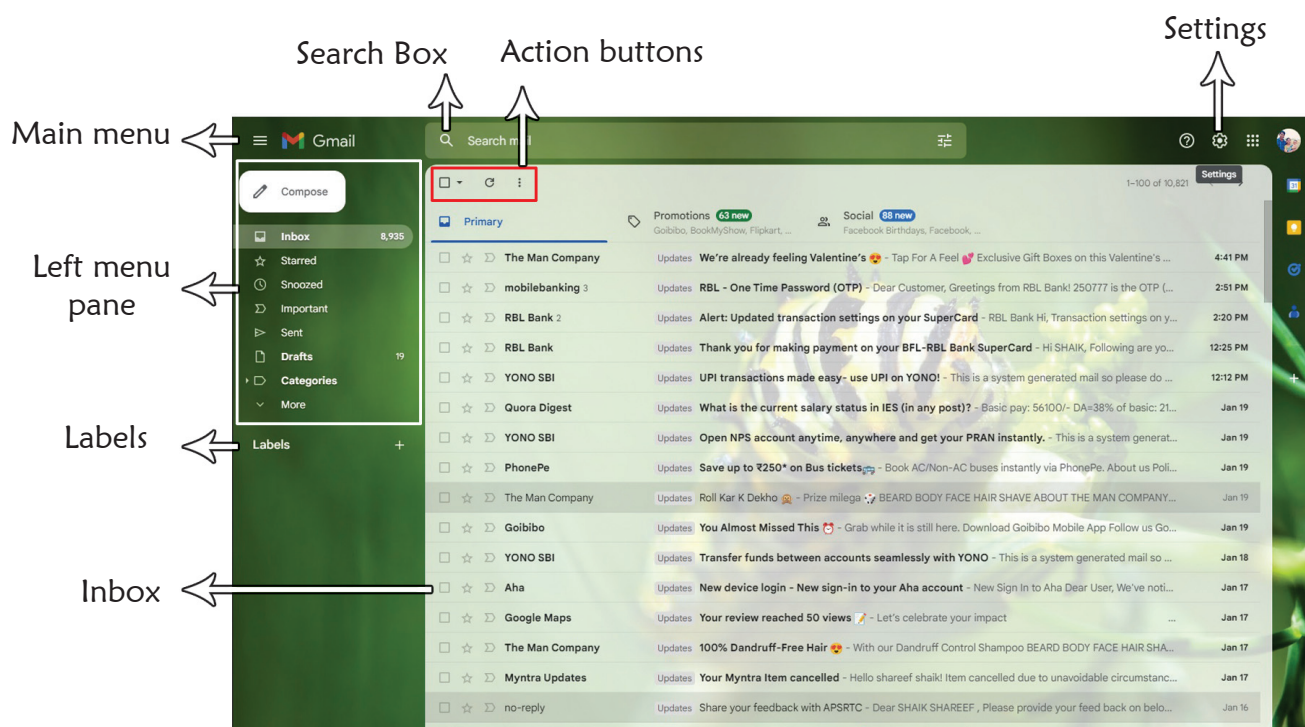 Settings
Search Box
Action buttons
Main menu
Gmail
Search m il
Settings
Compose
1–100 of 10,821
Primary
Promotions 63 new
Goibibo, BookMyShow, Flipkart, ...
Social 88 new
Facebook Birthdays, Facebook, ...
Left menu
pane
Inbox 8,935
Starred
Snoozed
Important
Sent
Drafts 19
Categories
More
Labels
Labels +
Inbox
The Man Company Updates We're already feeling Valentine's 😍 - Tap For A Feel 💕 Exclusive Gift Boxes on this Valentine's ... 4:41 PM
mobilebanking 3 Updates RBL - One Time Password (OTP) - Dear Customer, Greetings from RBL Bank! 250777 is the OTP (... 2:51 PM
RBL Bank 2 Updates Alert: Updated transaction settings on your SuperCard - RBL Bank Hi, Transaction settings on y... 2:20 PM
RBL Bank Updates Thank you for making payment on your BFL-RBL Bank SuperCard - Hi SHAIK, Following are yo... 12:25 PM
YONO SBI Updates UPI transactions made easy- use UPI on YONO! - This is a system generated mail so please do ... 12:12 PM
Quora Digest Updates What is the current salary status in IES (in any post)? - Basic pay: 56100/- DA=38% of basic: 21... Jan 19
YONO SBI Updates Open NPS account anytime, anywhere and get your PRAN instantly. - This is a system generat... Jan 19
PhonePe Updates Save up to ₹250* on Bus tickets🚌 - Book AC/Non-AC buses instantly via PhonePe. About us Poli... Jan 19
The Man Company Updates Roll Kar K Dekho 🙊 - Prize milega 🎲 BEARD BODY FACE HAIR SHAVE ABOUT THE MAN COMPANY... Jan 19
Goibibo Updates You Almost Missed This ⏰ - Grab while it is still here. Download Goibibo Mobile App Follow us Go... Jan 19
YONO SBI Updates Transfer funds between accounts seamlessly with YONO - This is a system generated mail so ... Jan 18
Aha Updates New device login - New sign-in to your Aha account - New Sign In to Aha Dear User, We've noti... Jan 17
Google Maps Updates Your review reached 50 views 📝 - Let's celebrate your impact ... Jan 17
The Man Company Updates 100% Dandruff-Free Hair 😍 - With our Dandruff Control Shampoo BEARD BODY FACE HAIR SHA... Jan 17
Myntra Updates Updates Your Myntra Item cancelled - Hello shareef shaik! Item cancelled due to unavoidable circumstanc... Jan 17
no-reply Updates Share your feedback with APSRTC - Dear SHAIK SHAREEF , Please provide your feed back on belo... Jan 16